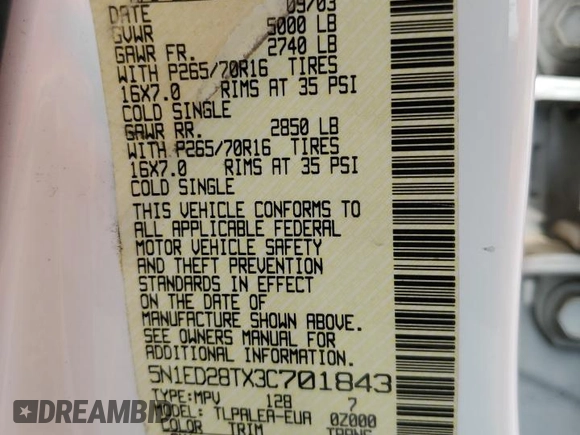 DATE 09/03
GVWR 5000 LB
GAWR FR. 2740 LB
WITH P265/70R16 TIRES
16X7.0 RIMS AT 35 PSI
COLD SINGLE
GAWR RR. 2850 LB
WITH P265/70R16 TIRES
16X7.0 RIMS AT 35 PSI
COLD SINGLE
THIS VEHICLE CONFORMS TO
ALL APPLICABLE FEDERAL
MOTOR VEHICLE SAFETY
AND THEFT PREVENTION
STANDARDS IN EFFECT
ON THE DATE OF
MANUFACTURE SHOWN ABOVE.
SEE OWNERS MANUAL FOR
ADDITIONAL INFORMATION.
5N1ED28TX3C701843
TYPE:MPV 128 7
MODEL: TLPALEA-EUA 0Z000
COLOR TRIM TRANS
DREAMBID